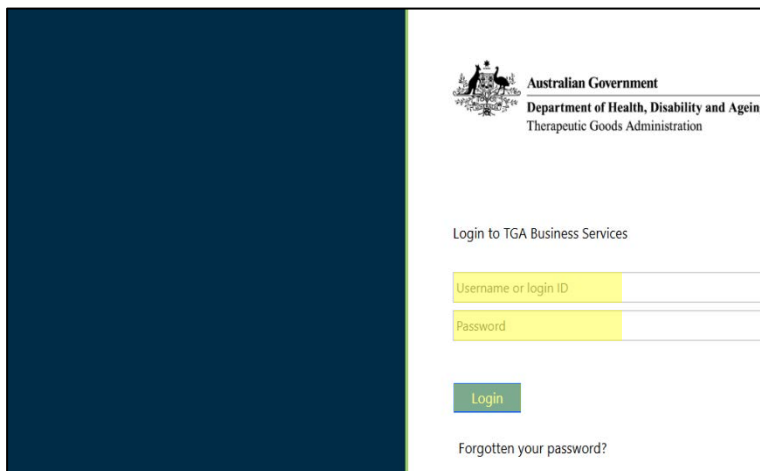 Australian Government
Department of Health, Disability and Agein
Therapeutic Goods Administration
Login to TGA Business Services
Username or login ID
Password
Login
Forgotten your password?